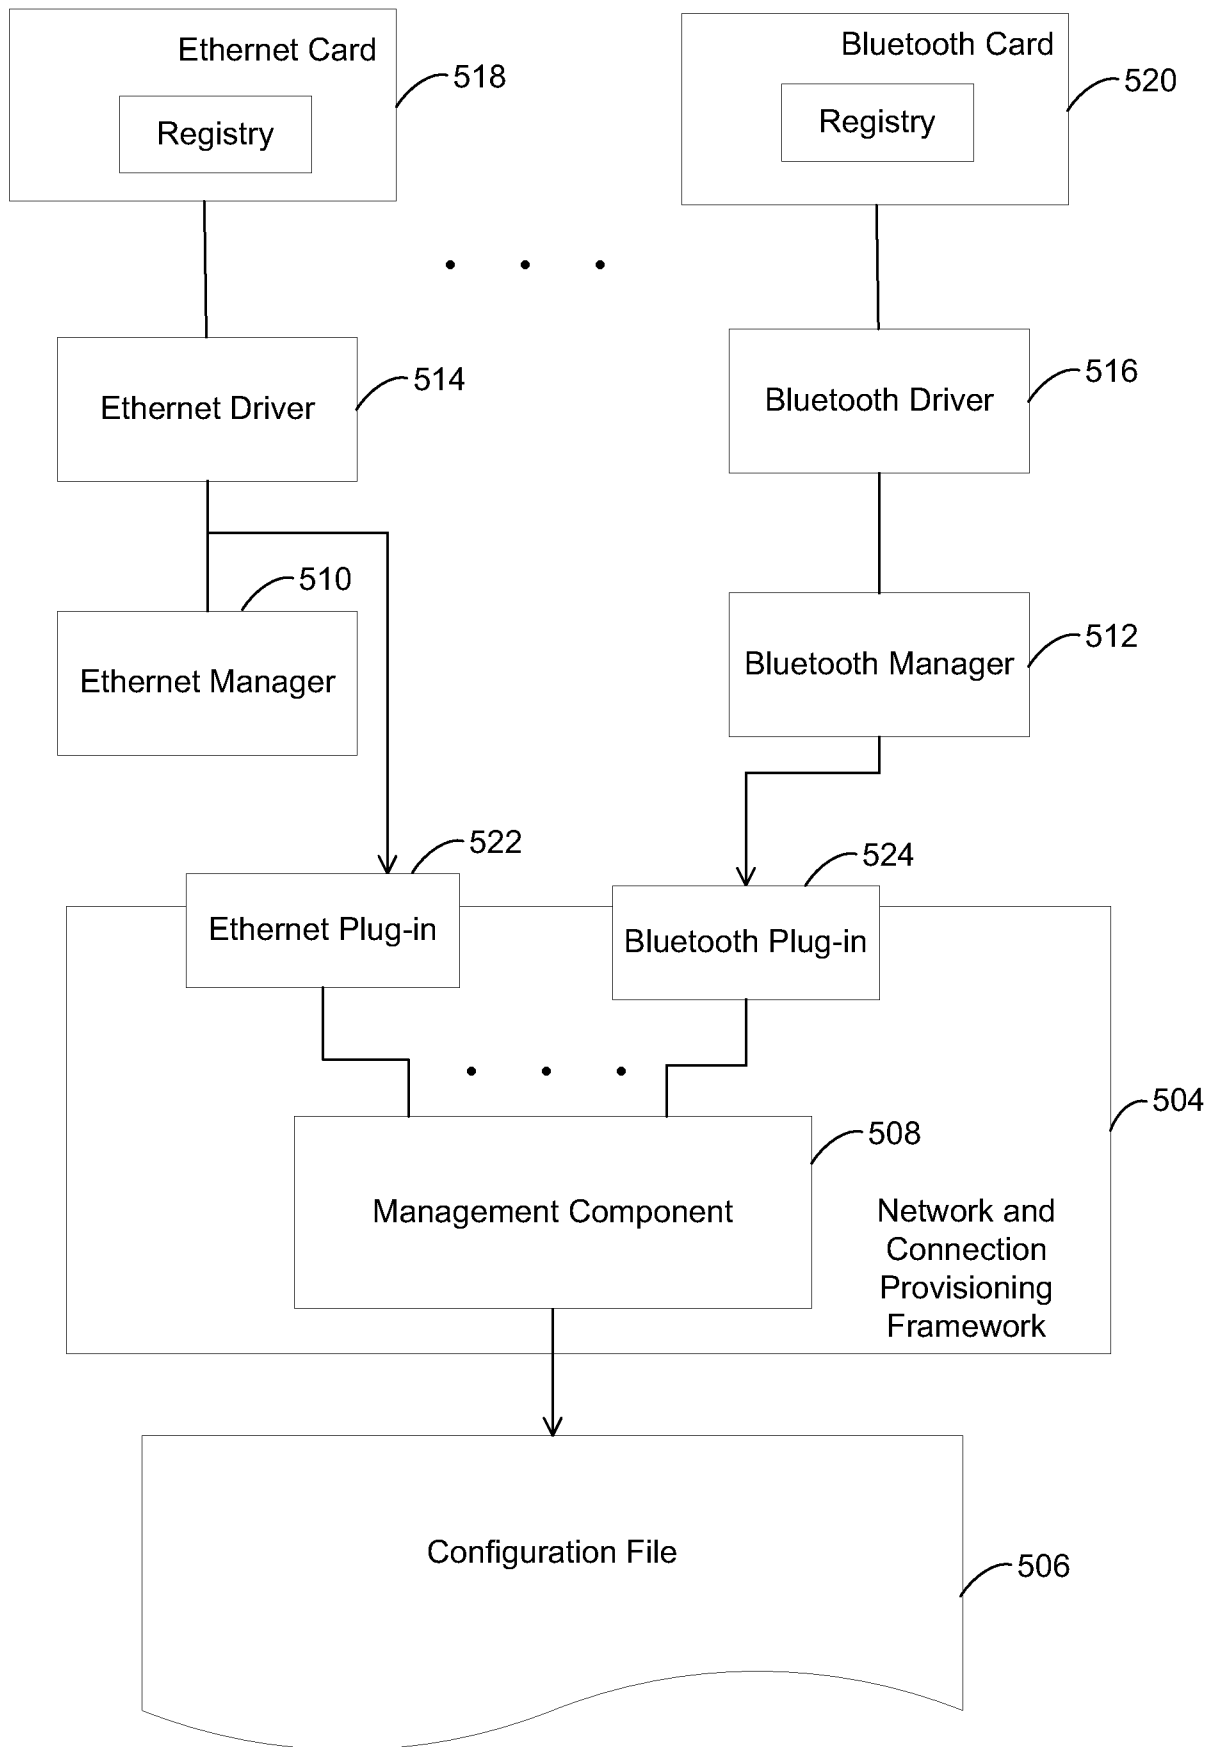 Ethernet Card
518
Registry
Bluetooth Card
520
Registry
Ethernet Driver
514
Bluetooth Driver
516
510
Ethernet Manager
Bluetooth Manager
512
522
Ethernet Plug-in
524
Bluetooth Plug-in
504
508
Management Component
Network and
Connection
Provisioning
Framework
Configuration File
506